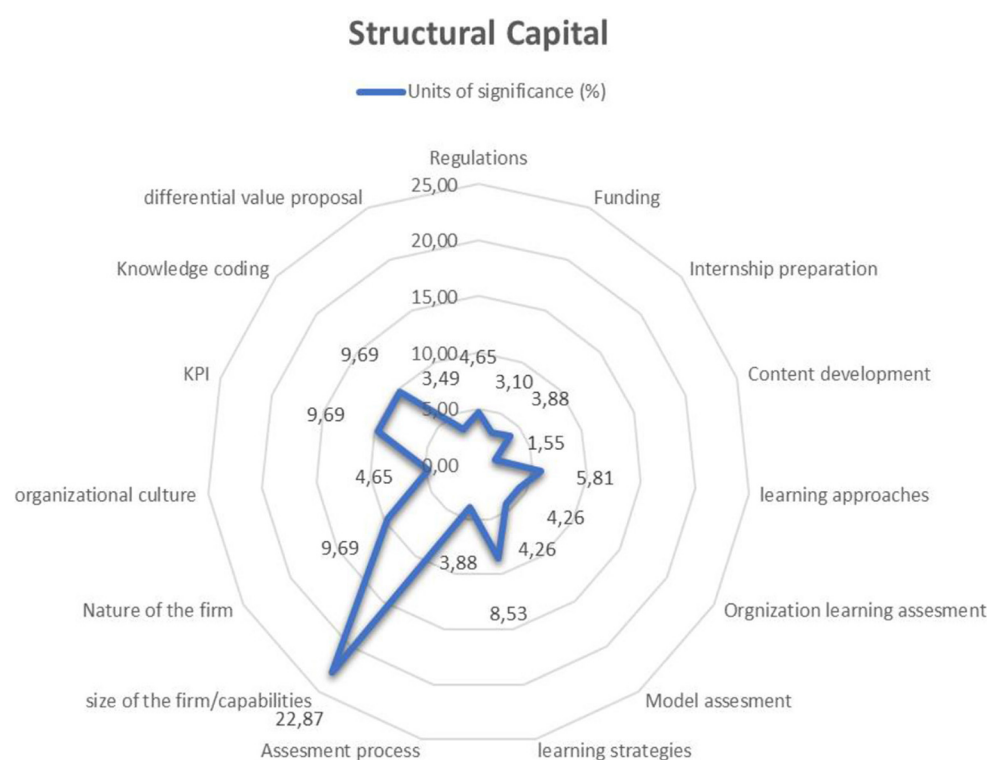 Structural Capital
Units of significance (%)
Regulations
25,00
differential value proposal
Funding
20,00
Knowledge coding
Internship preparation
15,00
9,69
10,00
4,65
KPI
3,49
3,10
Content development
3,88
5,00
9,69
1,55
0,00
4,65
5,81
organizational culture
learning approaches
4,26
9,69
4,26
3,88
Nature of the firm
8,53
Orgnization learning assesment
size of the firm/capabilities
Model assesment
22,87
Assesment process
learning strategies